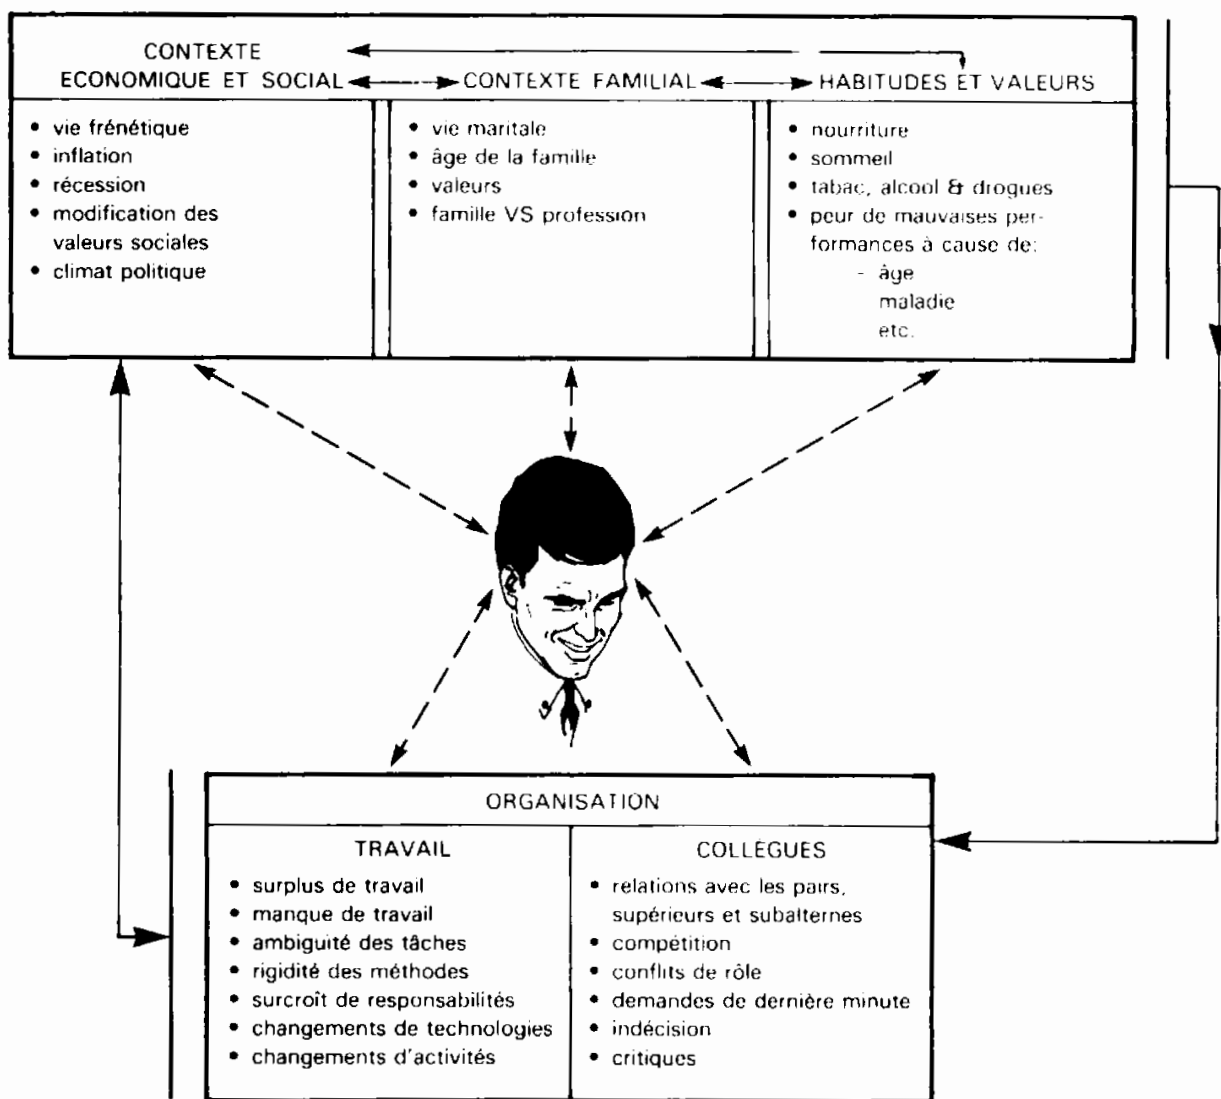 CONTEXTE
ECONOMIQUE ET SOCIAL
CONTEXTE FAMILIAL
HABITUDES ET VALEURS
• vie frénétique
• inflation
• récession
• modification des
valeurs sociales
• climat politique
• vie maritale
• âge de la famille
• valeurs
• famille VS profession
• nourriture
• sommeil
• tabac, alcool & drogues
• peur de mauvaises per-
formances à cause de:
- âge
maladie
etc.
ORGANISATION
TRAVAIL
• surplus de travail
• manque de travail
• ambiguité des tâches
• rigidité des méthodes
• surcroît de responsabilités
• changements de technologies
• changements d'activités
COLLÈGUES
• relations avec les pairs,
supérieurs et subalternes
• compétition
• conflits de rôle
• demandes de dernière minute
• indécision
• critiques